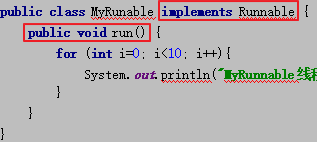 public class MyRunable implements Runnable {
public void run() {
for (int i=0; i<10; i++){
System.out.println("MyRunnable线程
}
}
}